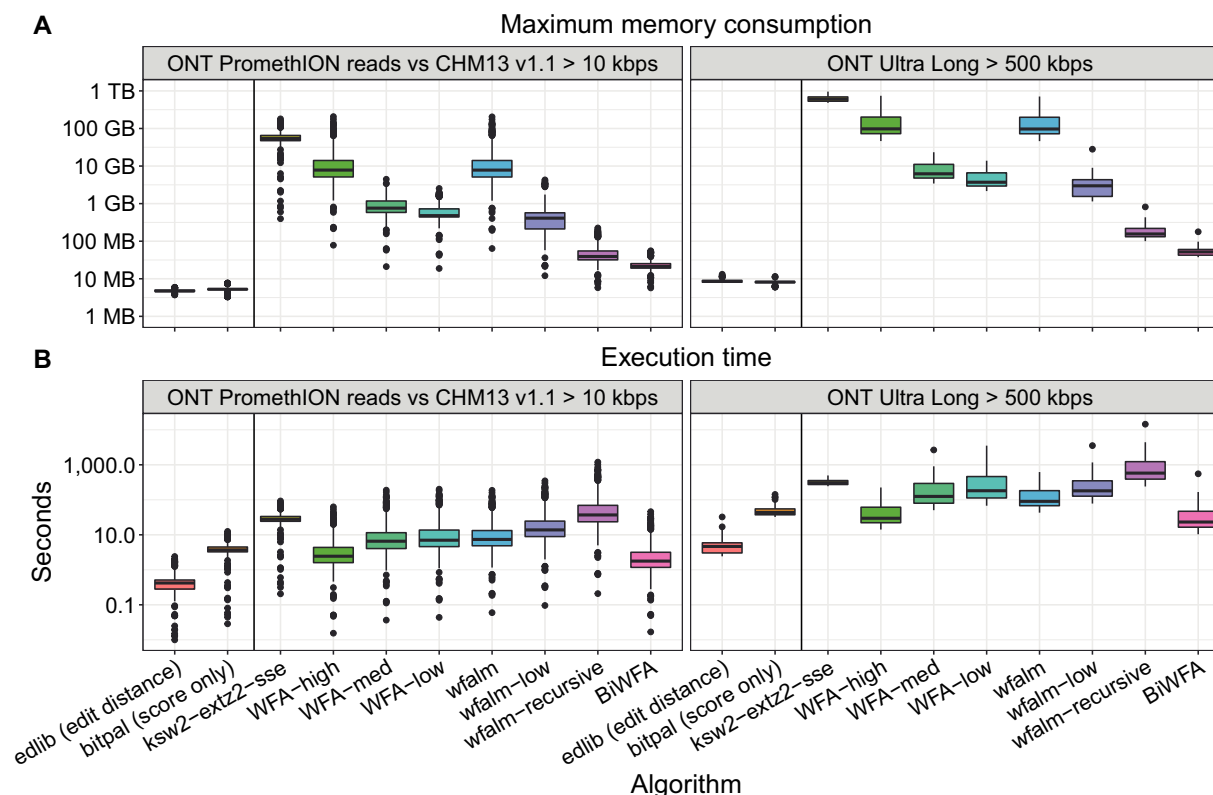 A
Maximum memory consumption
ONT PromethION reads vs CHM13 v1.1 > 10 kbps
ONT Ultra Long > 500 kbps
1 TB
100 GB
10 GB
1 GB
100 MB
10 MB
1 MB
B
Execution time
ONT PromethION reads vs CHM13 v1.1 > 10 kbps
ONT Ultra Long > 500 kbps
Seconds
1,000.0
10.0
0.1
edlib (edit distance)
bitpal (score only)
ksw2−extz2−sse
WFA−high
WFA−med
WFA−low
wfalm
wfalm−low
wfalm−recursive
BiWFA
edlib (edit distance)
bitpal (score only)
ksw2−extz2−sse
WFA−high
WFA−med
WFA−low
wfalm
wfalm−low
wfalm−recursive
BiWFA
Algorithm